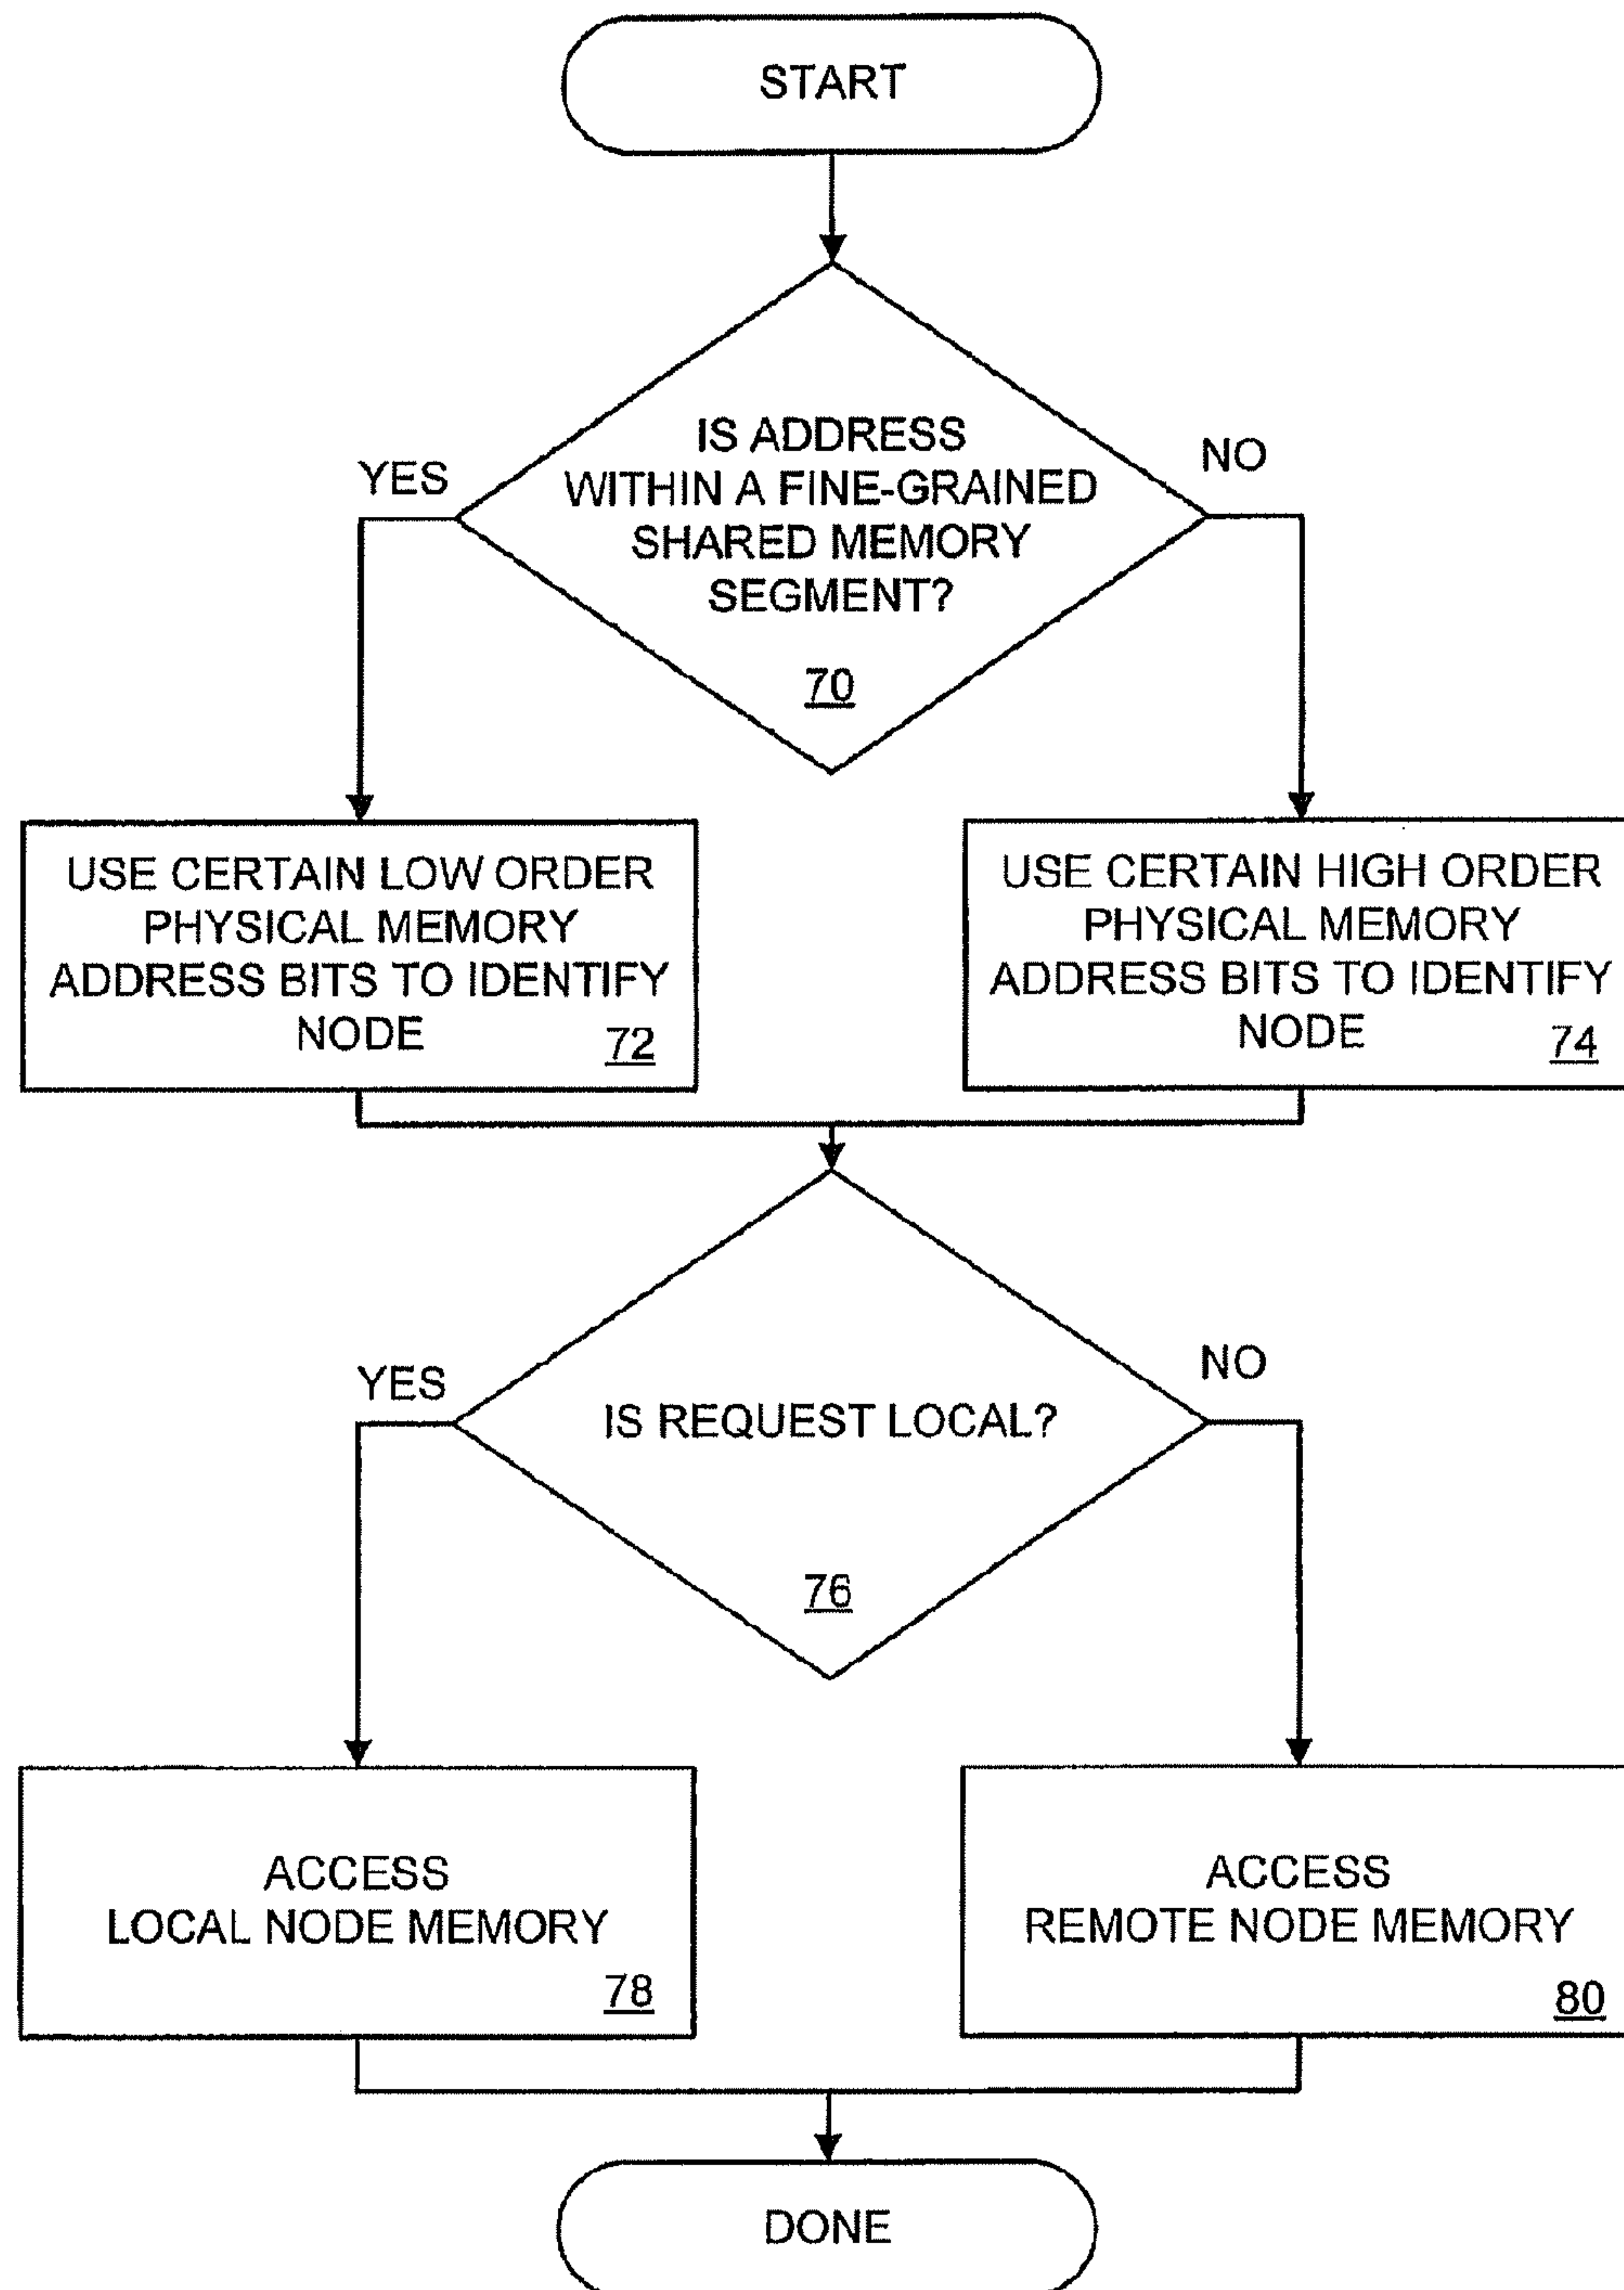 START
IS ADDRESS
WITHIN A FINE-GRAINED
SHARED MEMORY
SEGMENT?
70
YES
NO
USE CERTAIN LOW ORDER
PHYSICAL MEMORY
ADDRESS BITS TO IDENTIFY
NODE
72
USE CERTAIN HIGH ORDER
PHYSICAL MEMORY
ADDRESS BITS TO IDENTIFY
NODE
74
YES
NO
IS REQUEST LOCAL?
76
ACCESS
LOCAL NODE MEMORY
78
ACCESS
REMOTE NODE MEMORY
80
DONE